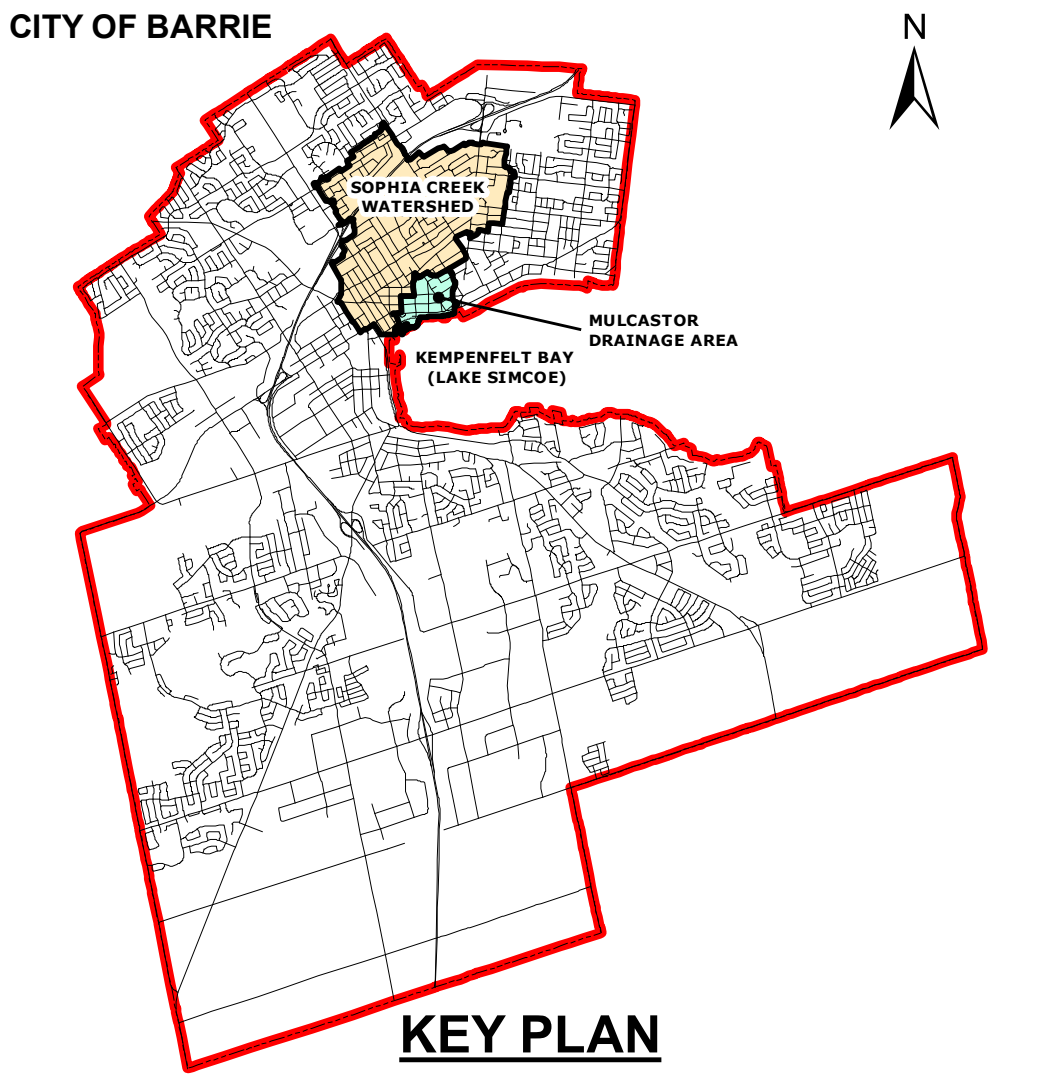 CITY OF BARRIE
N
SOPHIA CREEK
WATERSHED
MULCASTOR
DRAINAGE AREA
KEMPENFELT BAY
(LAKE SIMCOE)
KEY PLAN